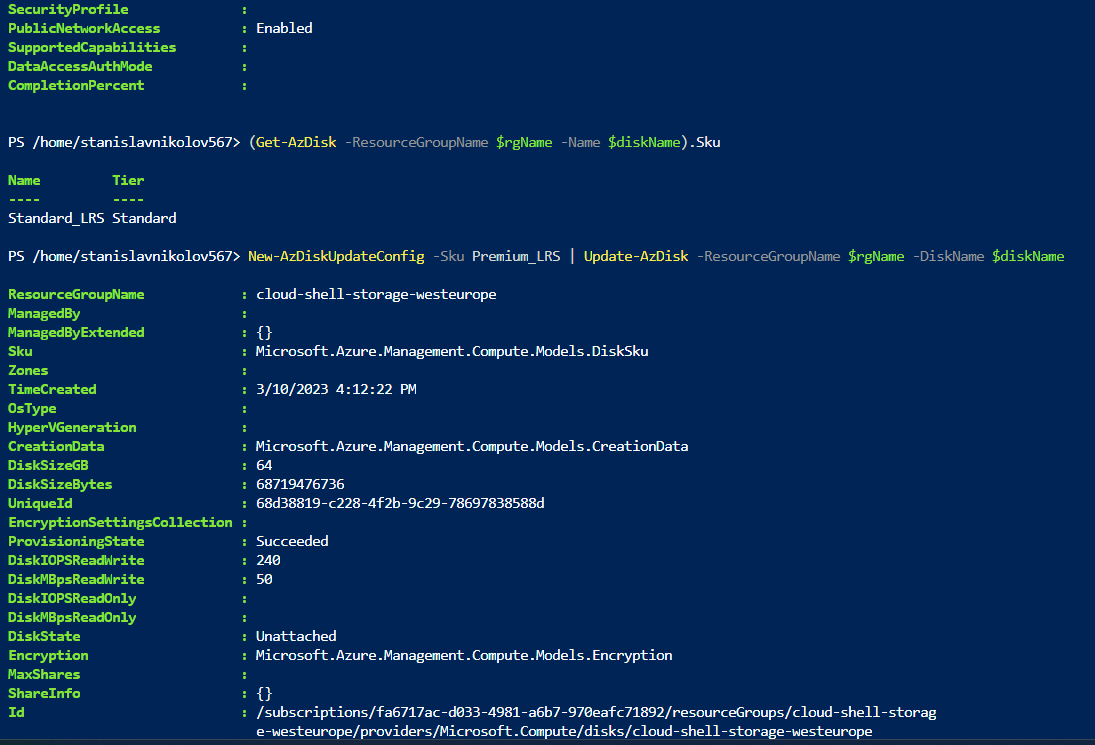 SecurityProfile :
PublicNetworkAccess : Enabled
SupportedCapabilities :
DataAccessAuthMode :
CompletionPercent :
PS /home/stanislavnikolov567> (Get-AzDisk -ResourceGroupName $rgName -Name $diskName).Sku
Name Tier
---- ----
Standard_LRS Standard
PS /home/stanislavnikolov567> New-AzDiskUpdateConfig -Sku Premium_LRS | Update-AzDisk -ResourceGroupName $rgName -DiskName $diskName
ResourceGroupName : cloud-shell-storage-westeurope
ManagedBy :
ManagedByExtended : {}
Sku : Microsoft.Azure.Management.Compute.Models.DiskSku
Zones :
TimeCreated : 3/10/2023 4:12:22 PM
OsType :
HyperVGeneration :
CreationData : Microsoft.Azure.Management.Compute.Models.CreationData
DiskSizeGB : 64
DiskSizeBytes : 68719476736
UniqueId : 68d38819-c228-4f2b-9c29-78697838588d
EncryptionSettingsCollection :
ProvisioningState : Succeeded
DiskIOPSReadWrite : 240
DiskMBpsReadWrite : 50
DiskIOPSReadOnly :
DiskMBpsReadOnly :
DiskState : Unattached
Encryption : Microsoft.Azure.Management.Compute.Models.Encryption
MaxShares :
ShareInfo : {}
Id : /subscriptions/fa6717ac-d033-4981-a6b7-970eafc71892/resourceGroups/cloud-shell-storag
e-westeurope/providers/Microsoft.Compute/disks/cloud-shell-storage-westeurope